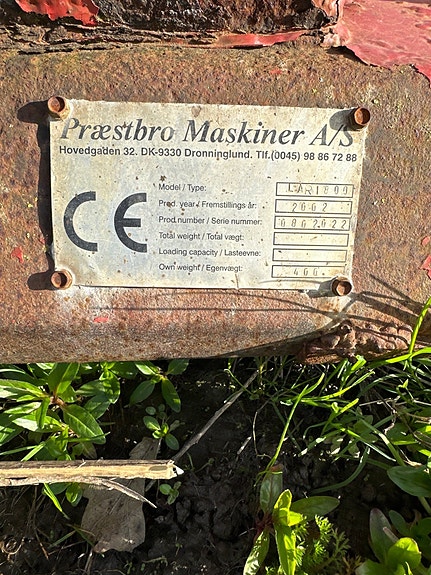 Præstbro Maskiner A/S
Hovedgaden 32. DK-9330 Dronninglund. Tlf.(0045) 98 86 72 88
CE
Model / Type:
Prod. year / Fremstillings år: 2002
Prod.number / Serie nummer: 0802022
Total weight / Total vægt:
Loading capacity / Lasteevne:
Own weight / Egenvægt: 400